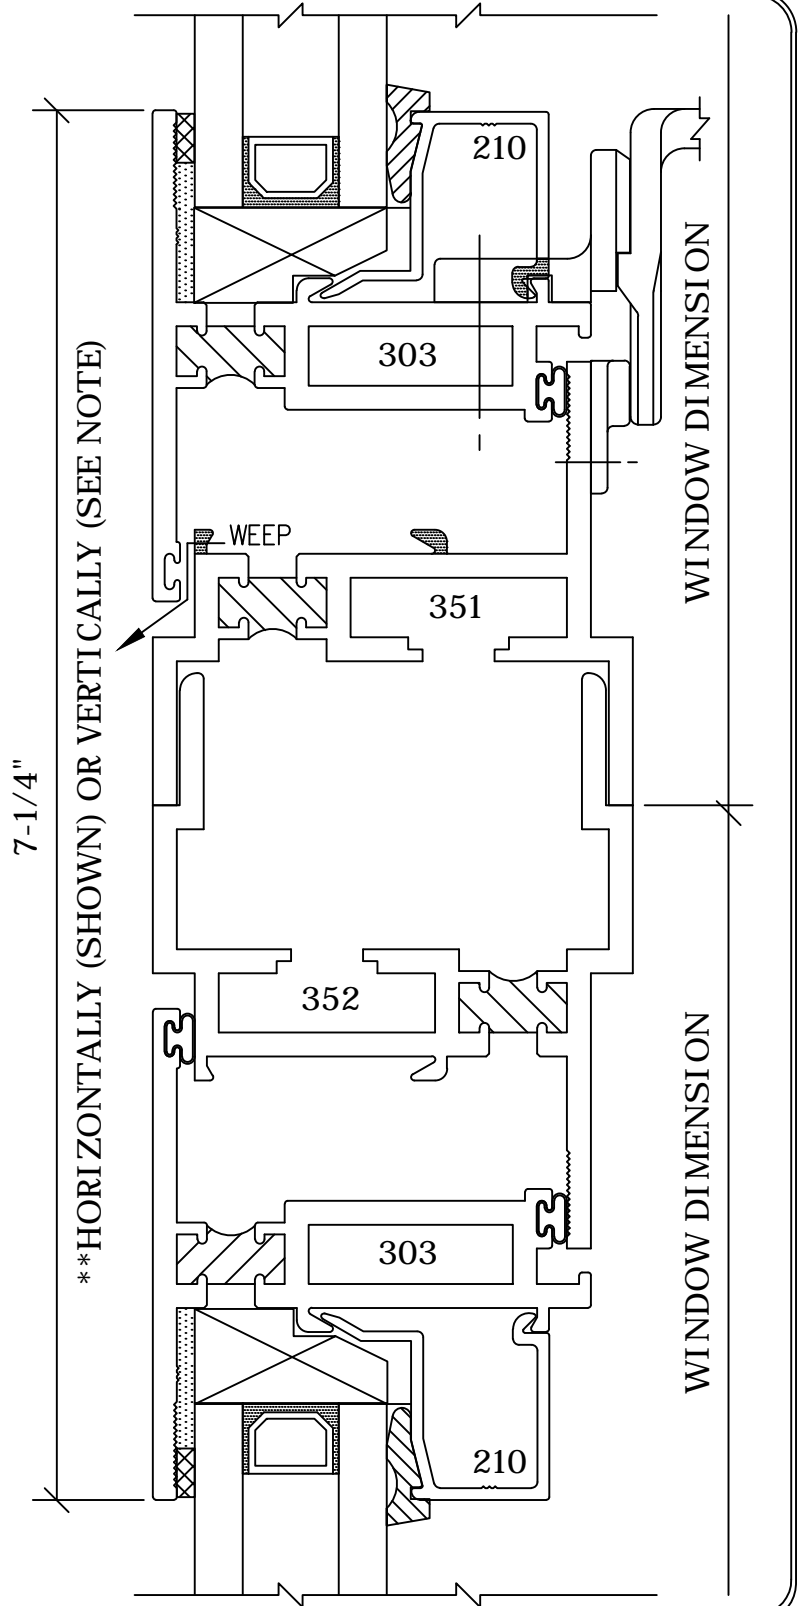 210
WINDOW DIMENSION
303
**HORIZONTALLY (SHOWN) OR VERTICALLY (SEE NOTE)
WEEP
351
7-1/4"
352
WINDOW DIMENSION
303
210